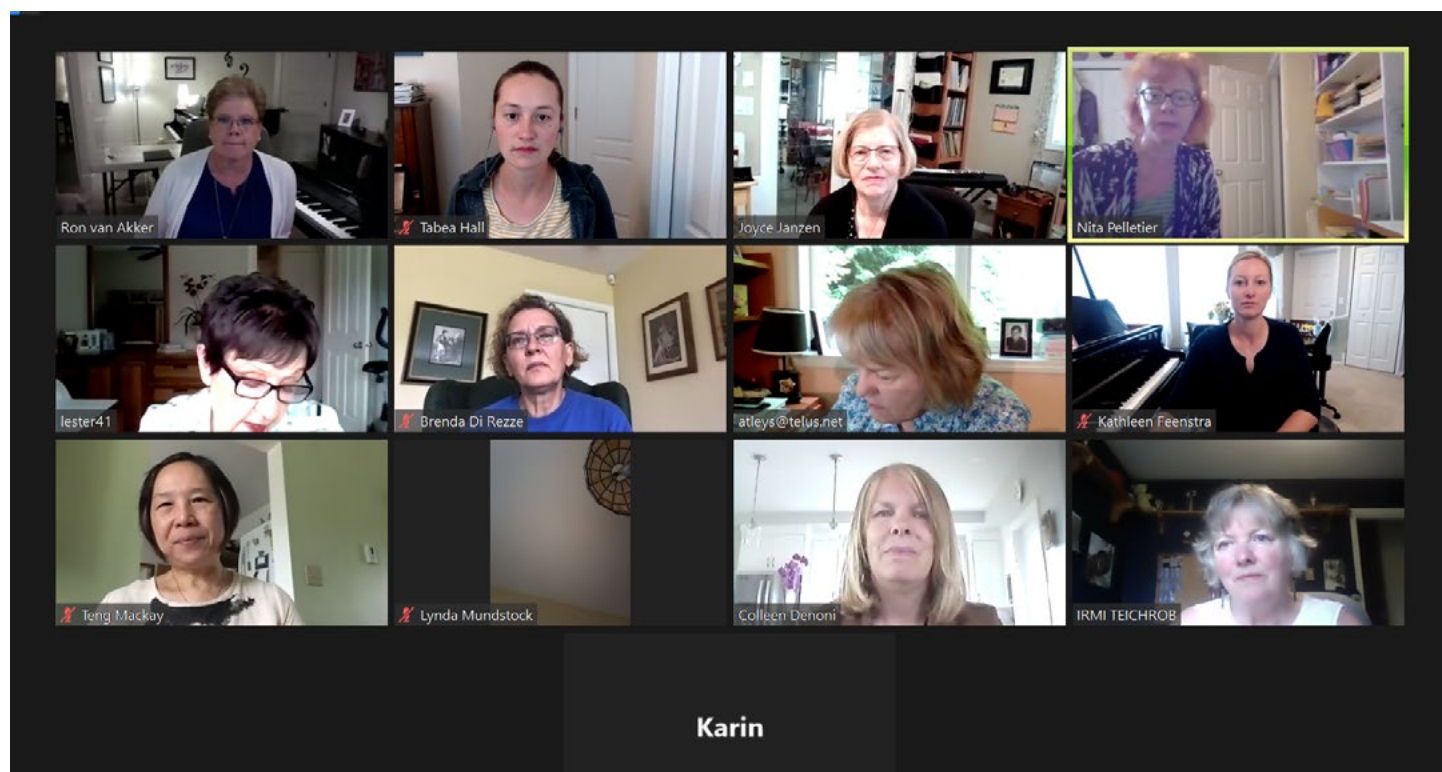 Ron van Akker
Tabea Hall
Joyce Janzen
Nita Pelletier
lester41
Brenda Di Rezze
atleys@telus.net
Kathleen Feenstra
Teng Mackay
Lynda Mundstock
Colleen Denoni
IRMI TEICHROB
Karin